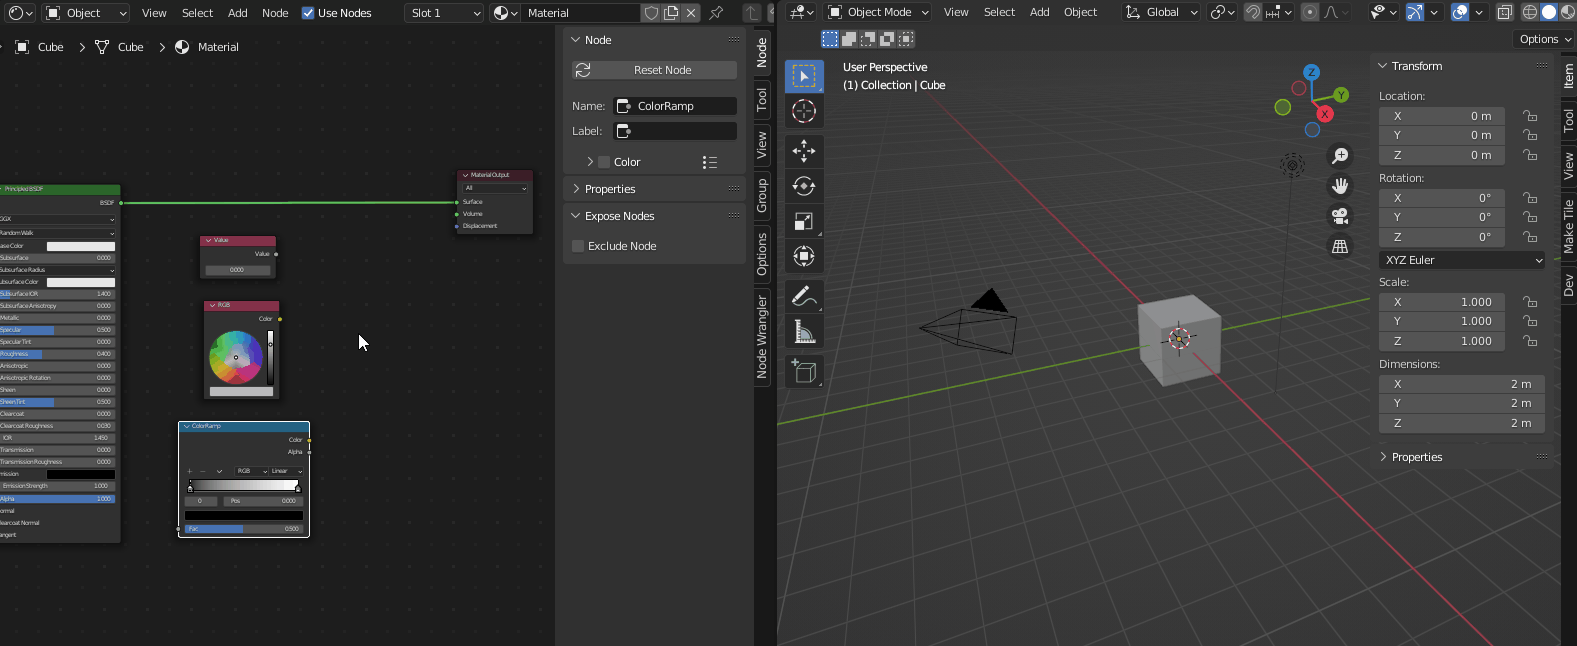 Object View Select Add Node Use Nodes Slot 1 Material
Cube Cube Material
Principled BSDF
BSDF
GGX
Random Walk
ase Color
Subsurface 0.000
Subsurface Radius
ubsurface Color
Subsurface IOR 1.400
Subsurface Anisotropy 0.000
Metallic 0.000
Specular 0.500
Specular Tint 0.000
Roughness 0.400
Anisotropic 0.000
Anisotropic Rotation 0.000
Sheen 0.000
Sheen Tint 0.500
Clearcoat 0.000
Clearcoat Roughness 0.030
IOR 1.450
Transmission 0.000
Transmission Roughness 0.000
mission
Emission Strength 1.000
Alpha 1.000
ormal
learcoat Normal
angent
Value
Value
0.000
RGB
Color
ColorRamp
Color
Alpha
RGB Linear
0 Pos 0.000
Fac 0.500
Material Output
All
Surface
Volume
Displacement
Node
Reset Node
Name: ColorRamp
Label:
Color
Properties
Expose Nodes
Exclude Node
Node
Tool
View
Group
Options
Node Wrangler
Object Mode View Select Add Object Global
Options
User Perspective
(1) Collection | Cube
Z
Y
X
Transform
Location:
X 0 m
Y 0 m
Z 0 m
Rotation:
X 0°
Y 0°
Z 0°
XYZ Euler
Scale:
X 1.000
Y 1.000
Z 1.000
Dimensions:
X 2 m
Y 2 m
Z 2 m
Properties
Item
Tool
View
Make Tile
Dev